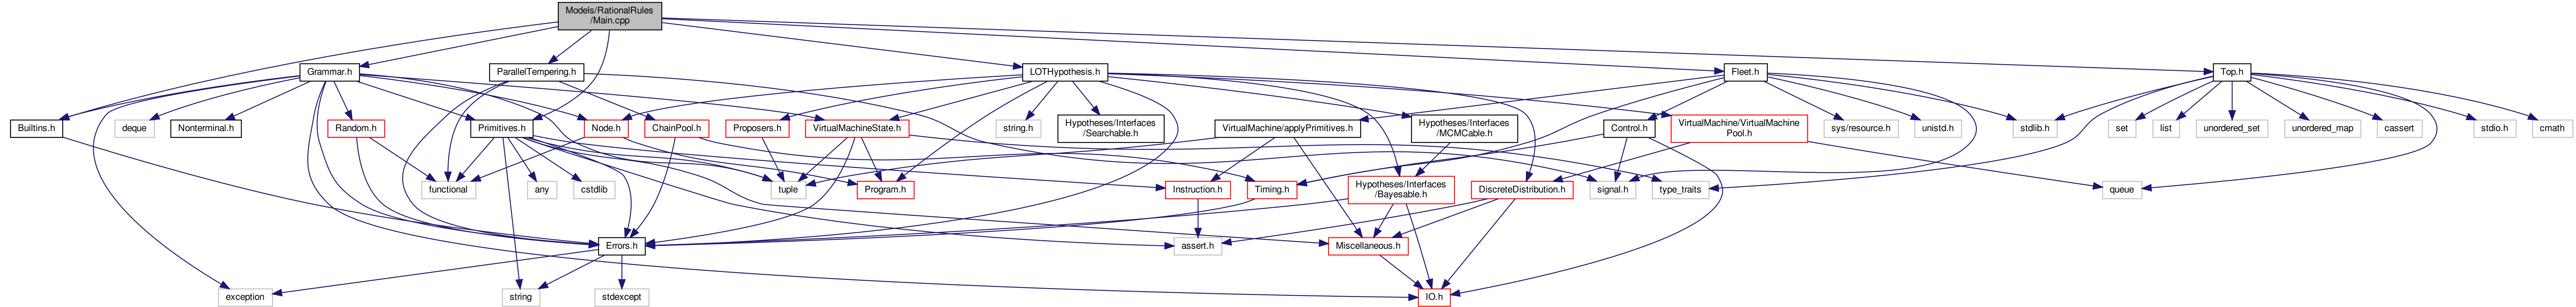 Models/RationalRules
/Main.cpp
Grammar.h
ParallelTempering.h
LOTHypothesis.h
Fleet.h
Top.h
Builtins.h
deque
Nonterminal.h
Random.h
Primitives.h
Node.h
ChainPool.h
Proposers.h
VirtualMachineState.h
string.h
Hypotheses/Interfaces
/Searchable.h
VirtualMachine/applyPrimitives.h
Hypotheses/Interfaces
/MCMCable.h
Control.h
VirtualMachine/VirtualMachine
Pool.h
sys/resource.h
unistd.h
stdlib.h
set
list
unordered_set
unordered_map
cassert
stdio.h
cmath
functional
any
cstdlib
tuple
Program.h
Instruction.h
Timing.h
Hypotheses/Interfaces
/Bayesable.h
DiscreteDistribution.h
signal.h
type_traits
queue
Errors.h
assert.h
Miscellaneous.h
exception
string
stdexcept
IO.h